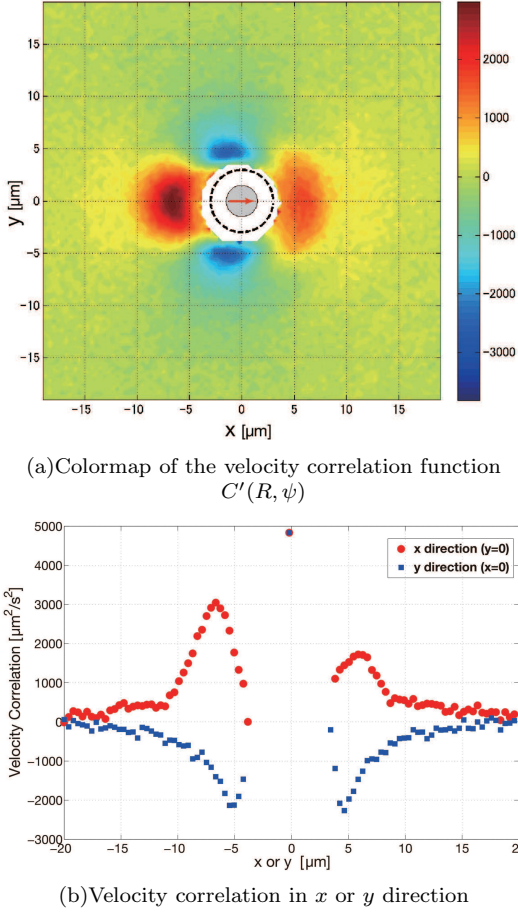 15
10
5
0
−5
−10
−15
y [μm]
−15 −10 −5 0 5 10 15
x [μm]
2000
1000
0
−1000
−2000
−3000
(a)Colormap of the velocity correlation function
C′(R, ψ)
5000
4000
3000
2000
1000
0
-1000
-2000
-3000
Velocity Correlation [μm²/s²]
x direction (y=0)
y direction (x=0)
-20 -15 -10 -5 0 5 10 15 2
x or y [μm]
(b)Velocity correlation in x or y direction